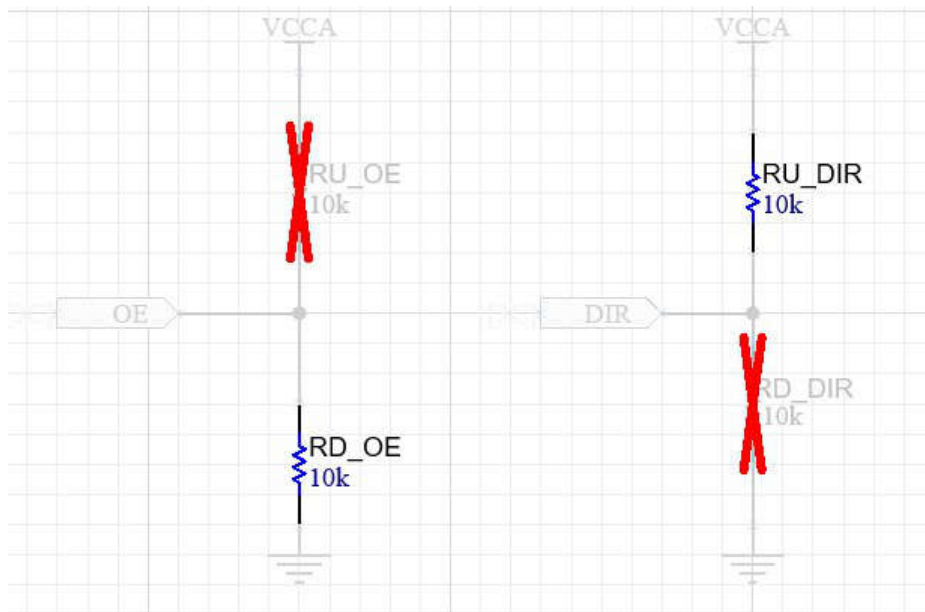 VCCA
RU_OE
10k
OE
RD_OE
10k
VCCA
RU_DIR
10k
DIR
RD_DIR
10k